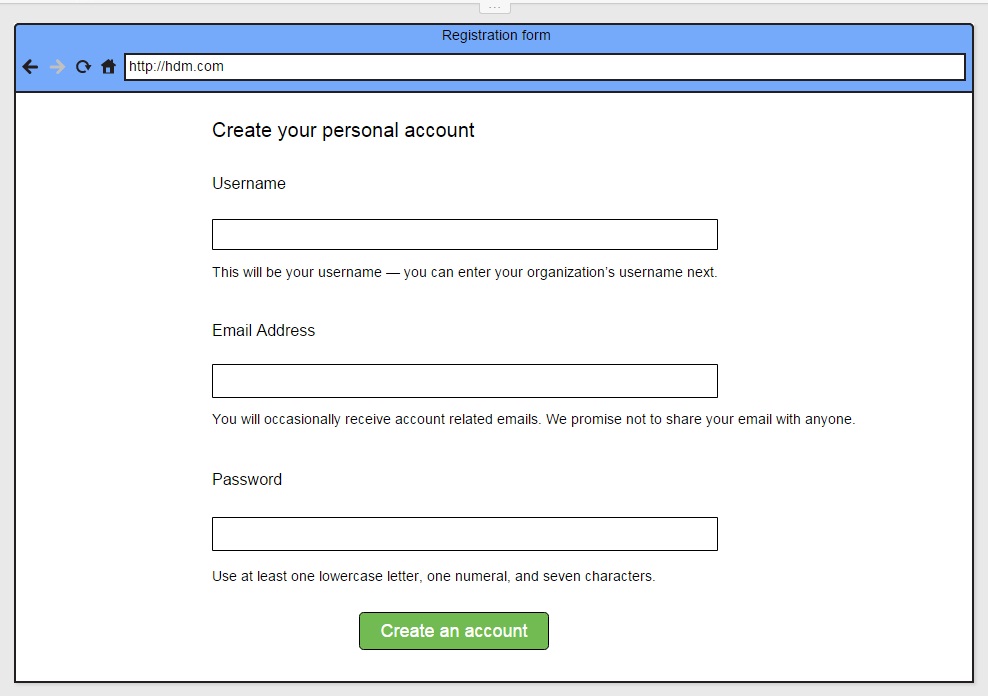 ...
Registration form
http://hdm.com
Create your personal account
Username
This will be your username — you can enter your organization’s username next.
Email Address
You will occasionally receive account related emails. We promise not to share your email with anyone.
Password
Use at least one lowercase letter, one numeral, and seven characters.
Create an account